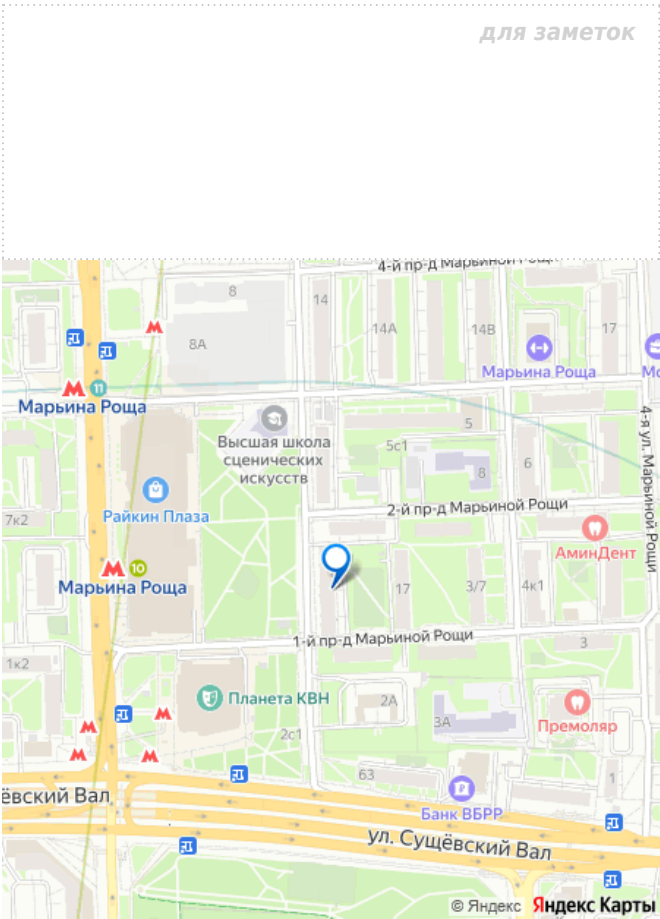 для заметок
4-й пр-д Марьиной Рощи
8
14
14А
14В
17
8А
11
Марьина Роща
Марьина Роща
Мо
Высшая школа
сценических
искусств
5
5с1
8
6
4-я ул. Марьиной Рощи
Райкин Плаза
7к2
2-й пр-д Марьиной Рощи
АминДент
10
Марьина Роща
17
3/7
4к1
1-й пр-д Марьиной Рощи
3
1к2
Планета КВН
2А
3А
Премоляр
2с1
63
1
ёвский Вал
Банк ВБРР
ул. Сущёвский Вал
© Яндекс Яндекс Карты